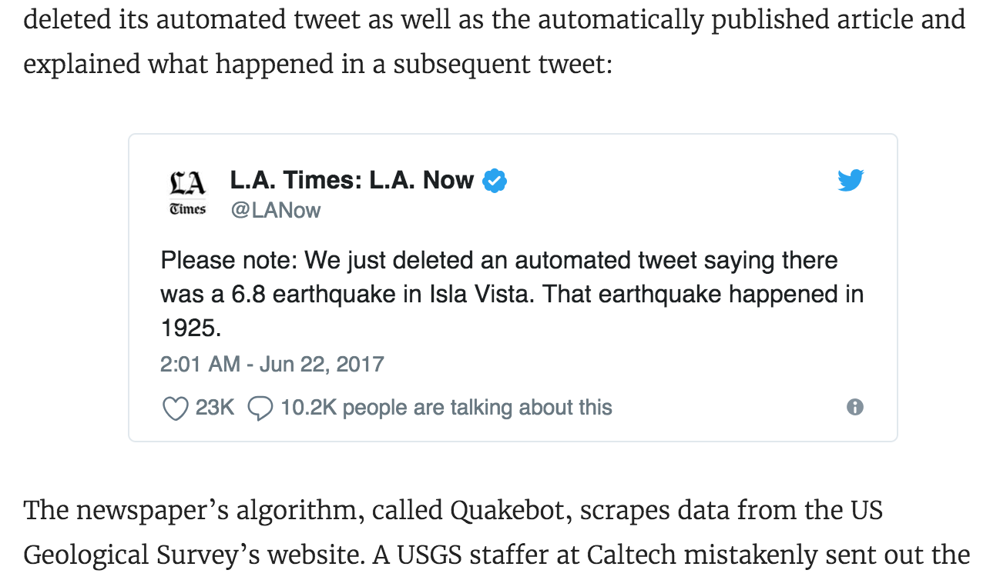 deleted its automated tweet as well as the automatically published article and
explained what happened in a subsequent tweet:
LA
Times
L.A. Times: L.A. Now
@LANow
Please note: We just deleted an automated tweet saying there
was a 6.8 earthquake in Isla Vista. That earthquake happened in
1925.
2:01 AM - Jun 22, 2017
23K 10.2K people are talking about this
The newspaper’s algorithm, called Quakebot, scrapes data from the US
Geological Survey’s website. A USGS staffer at Caltech mistakenly sent out the